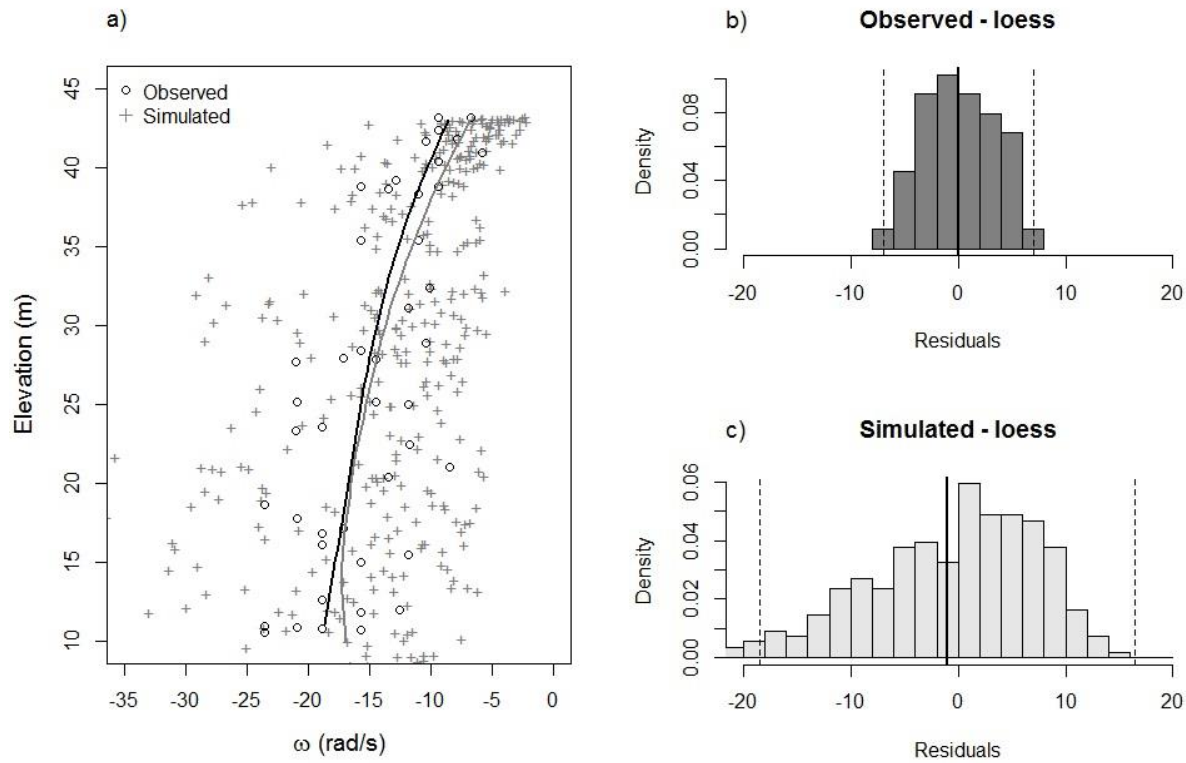 a)
Observed
Simulated
45
40
35
30
25
20
15
10
Elevation (m)
-35 -30 -25 -20 -15 -10 -5 0
ω (rad/s)
b) Observed - loess
0.08
0.04
0.00
Density
-20 -10 0 10 20
Residuals
c) Simulated - loess
0.06
0.04
0.02
0.00
Density
-20 -10 0 10 20
Residuals